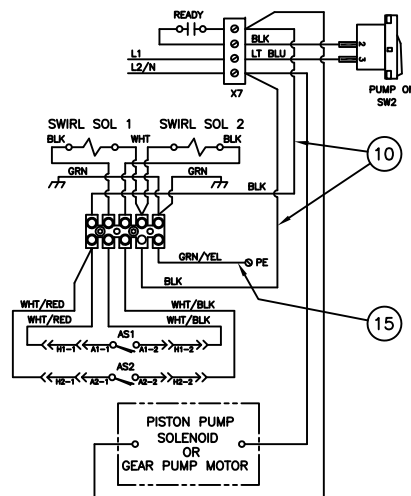 READY
BLK
L1
LT BLU
L2/N
X7
2
3
PUMP
SW2
SWIRL SOL 1
WHT
SWIRL SOL 2
BLK
BLK
10
GRN
GRN
BLK
GRN/YEL
PE
BLK
15
WHT/RED
WHT/BLK
WHT/RED
WHT/BLK
AS1
H1-1
A1-1
A1-2
H1-2
AS2
H2-1
A2-1
A2-2
H2-2
PISTON PUMP
SOLENOID
OR
GEAR PUMP MOTOR